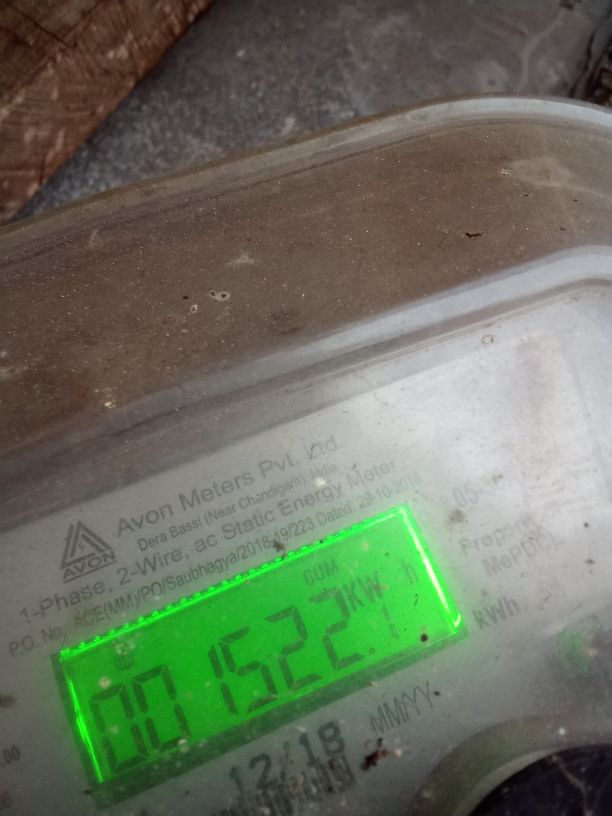 Avon Meters Pvt. Ltd.
Dera Bassi (Near Chandigarh), India
AVON
1-Phase, 2-Wire, ac Static Energy Meter
P.O. No. ACE(MM)/PO/Saubhagya/2018-19/223 Dated: 29-10-2018
05-
Property
MePDCL
CUM
KW h
001522.1
kWh
12/18
MM/YY
.00